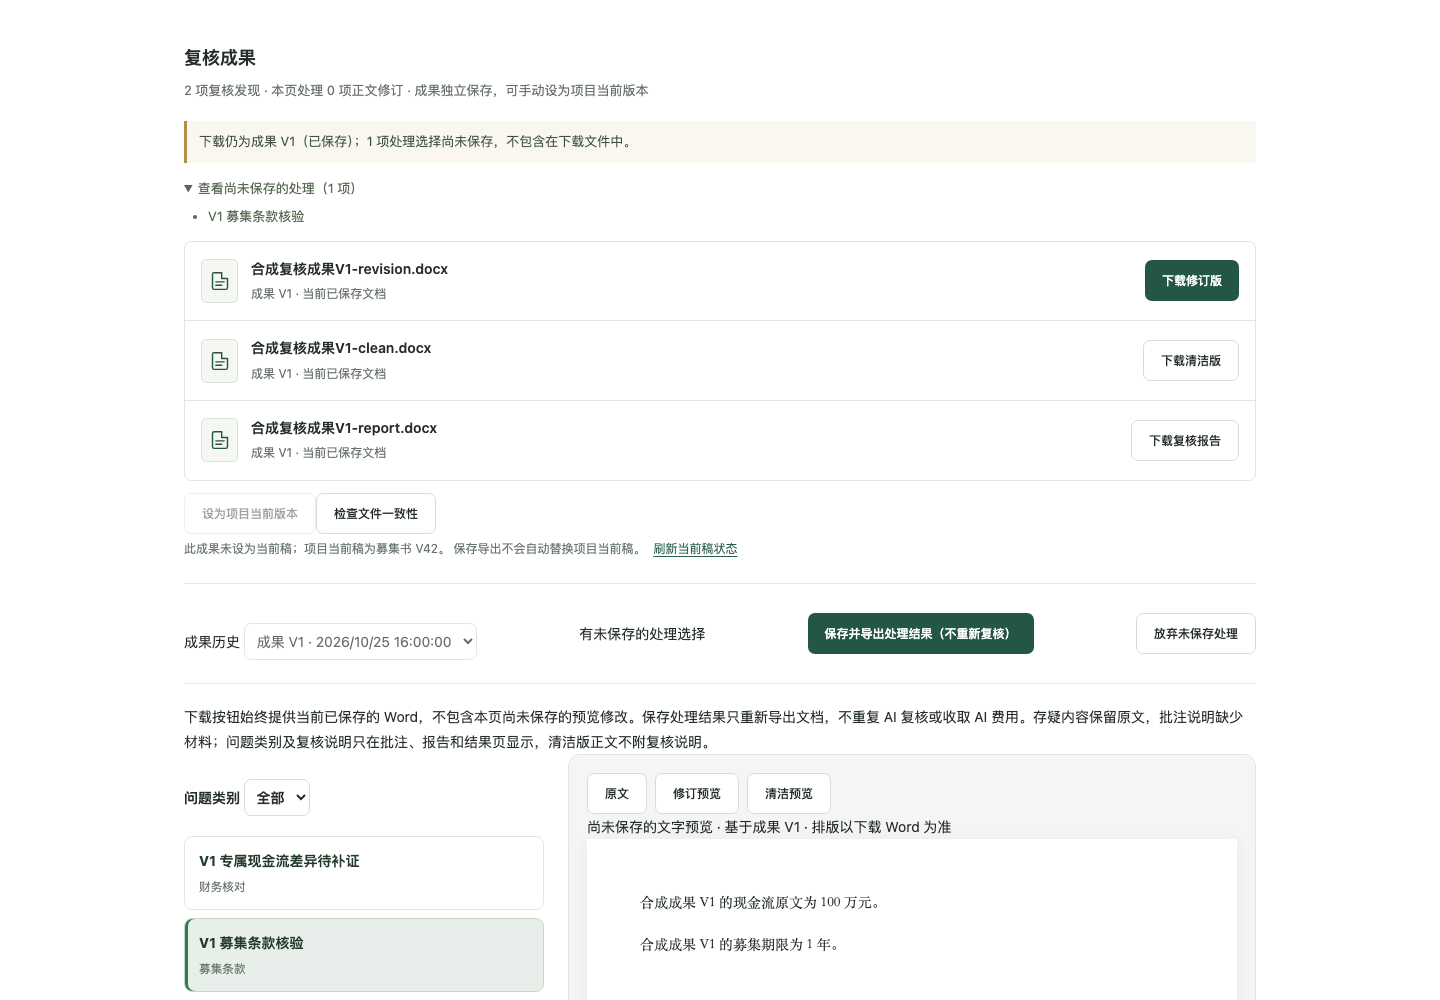 复核成果
2 项复核发现 · 本页处理 0 项正文修订 · 成果独立保存，可手动设为项目当前版本
下载仍为成果 V1（已保存）；1 项处理选择尚未保存，不包含在下载文件中。
▼ 查看尚未保存的处理（1 项）
• V1 募集条款核验
合成复核成果V1-revision.docx
成果 V1 · 当前已保存文档
下载修订版
合成复核成果V1-clean.docx
成果 V1 · 当前已保存文档
下载清洁版
合成复核成果V1-report.docx
成果 V1 · 当前已保存文档
下载复核报告
设为项目当前版本 检查文件一致性
此成果未设为当前稿；项目当前稿为募集书 V42。 保存导出不会自动替换项目当前稿。 刷新当前稿状态
成果历史 成果 V1 · 2026/10/25 16:00:00 有未保存的处理选择 保存并导出处理结果（不重新复核） 放弃未保存处理
下载按钮始终提供当前已保存的 Word，不包含本页尚未保存的预览修改。保存处理结果只重新导出文档，不重复 AI 复核或收取 AI 费用。存疑内容保留原文，批注说明缺少
材料；问题类别及复核说明只在批注、报告和结果页显示，清洁版正文不附复核说明。
问题类别 全部
V1 专属现金流差异待补证
财务核对
V1 募集条款核验
募集条款
原文 修订预览 清洁预览
尚未保存的文字预览 · 基于成果 V1 · 排版以下载 Word 为准
合成成果 V1 的现金流原文为 100 万元。
合成成果 V1 的募集期限为 1 年。